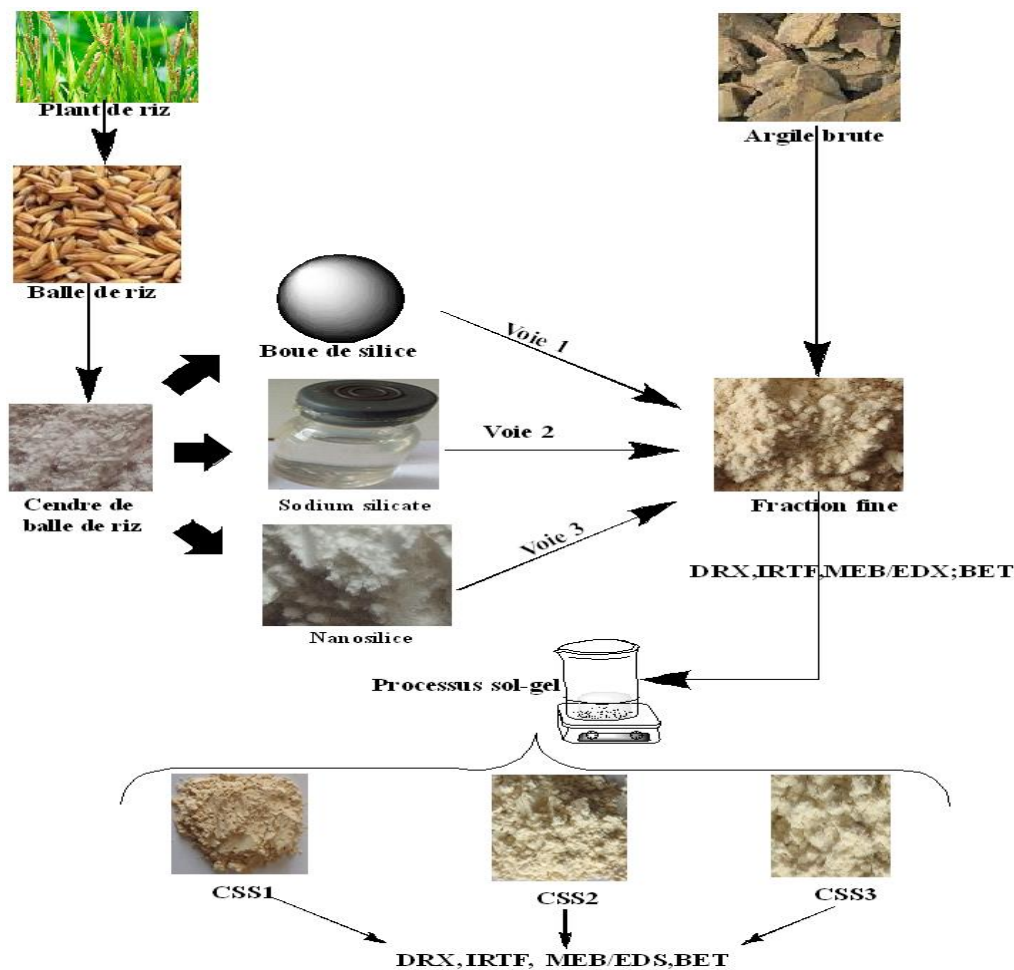 Plant de riz
Argile brute
Balle de riz
Boue de silice
Voie 1
Voie 2
Sodium silicate
Cendre de
balle de riz
Fraction fine
Voie 3
Nanosilice
DRX,IRTF,MEB/EDX;BET
Processus sol-gel
CSS1
CSS2
CSS3
DRX,IRTF, MEB/EDS,BET